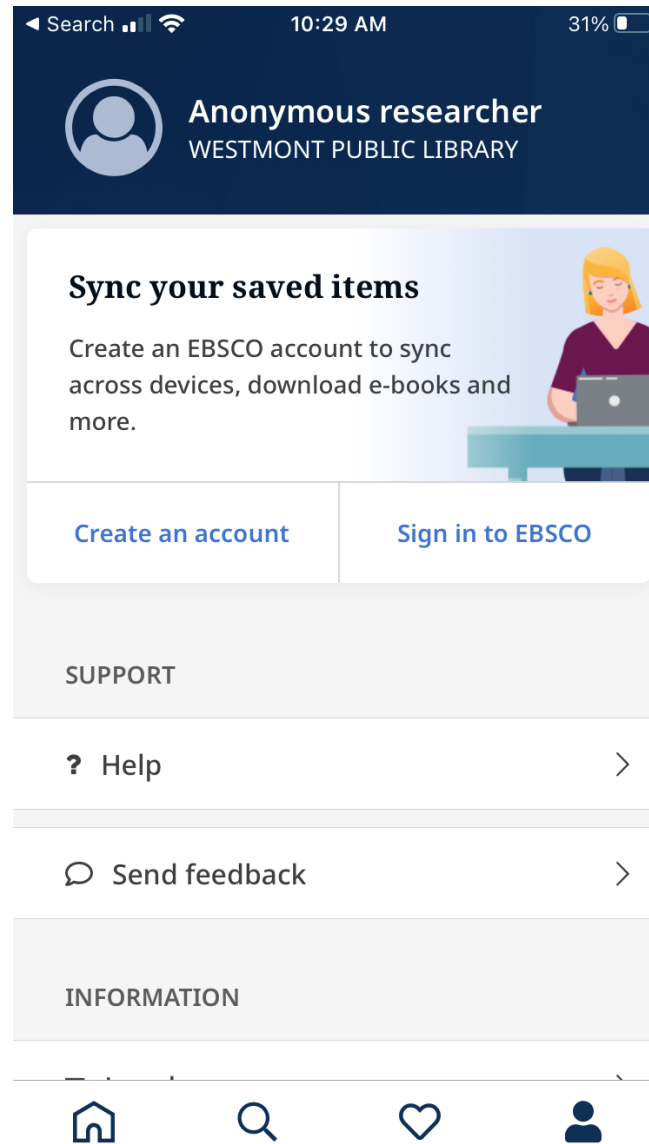 Search
10:29 AM
31%
Anonymous researcher
WESTMONT PUBLIC LIBRARY
Sync your saved items
Create an EBSCO account to sync
across devices, download e-books and
more.
Create an account
Sign in to EBSCO
SUPPORT
? Help
Send feedback
INFORMATION